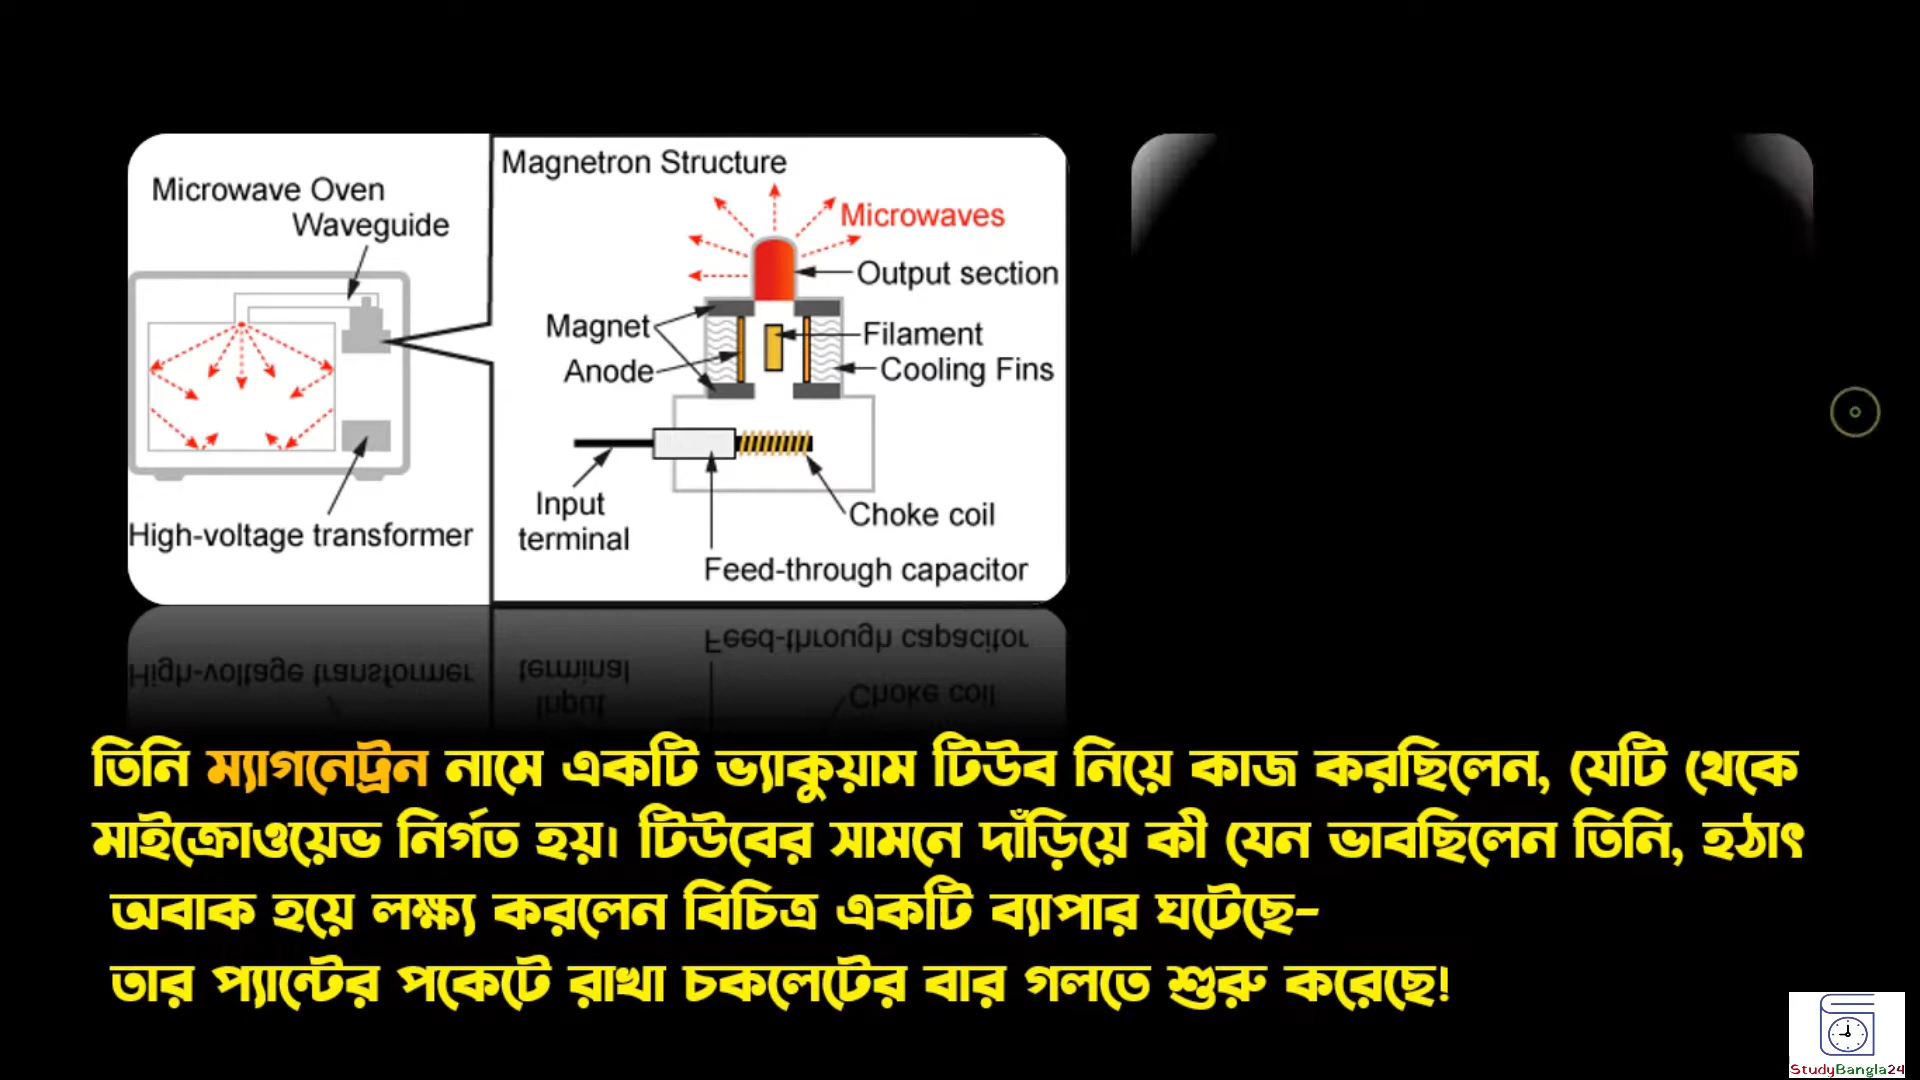 Microwave Oven
Waveguide
High-voltage transformer
Magnetron Structure
Microwaves
Output section
Magnet
Filament
Anode
Cooling Fins
Input
terminal
Choke coil
Feed-through capacitor
তিনি ম্যাগনেট্রন নামে একটি ভ্যাকুয়াম টিউব নিয়ে কাজ করছিলেন, যেটি থেকে
মাইক্রোওয়েভ নির্গত হয়। টিউবের সামনে দাঁড়িয়ে কী যেন ভাবছিলেন তিনি, হঠাৎ
অবাক হয়ে লক্ষ্য করলেন বিচিত্র একটি ব্যাপার ঘটেছে-
তার প্যান্টের পকেটে রাখা চকলেটের বার গলতে শুরু করেছে!
StudyBangla24